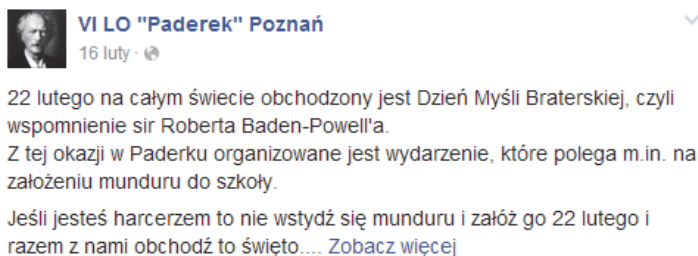 VI LO "Paderek" Poznań
16 luty ·
22 lutego na całym świecie obchodzony jest Dzień Myśli Braterskiej, czyli
wspomnienie sir Roberta Baden-Powell'a.
Z tej okazji w Paderku organizowane jest wydarzenie, które polega m.in. na
założeniu munduru do szkoły.
Jeśli jesteś harcerzem to nie wstydź się munduru i załóż go 22 lutego i
razem z nami obchodź to święto.... Zobacz więcej